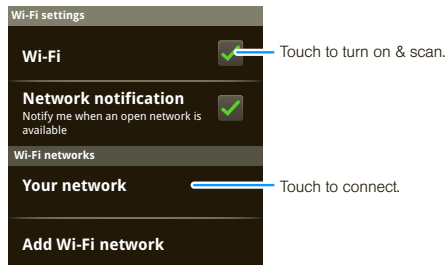 Wi-Fi settings
Wi-Fi
Touch to turn on & scan.
Network notification
Notify me when an open network is
available
Wi-Fi networks
Your network
Touch to connect.
Add Wi-Fi network